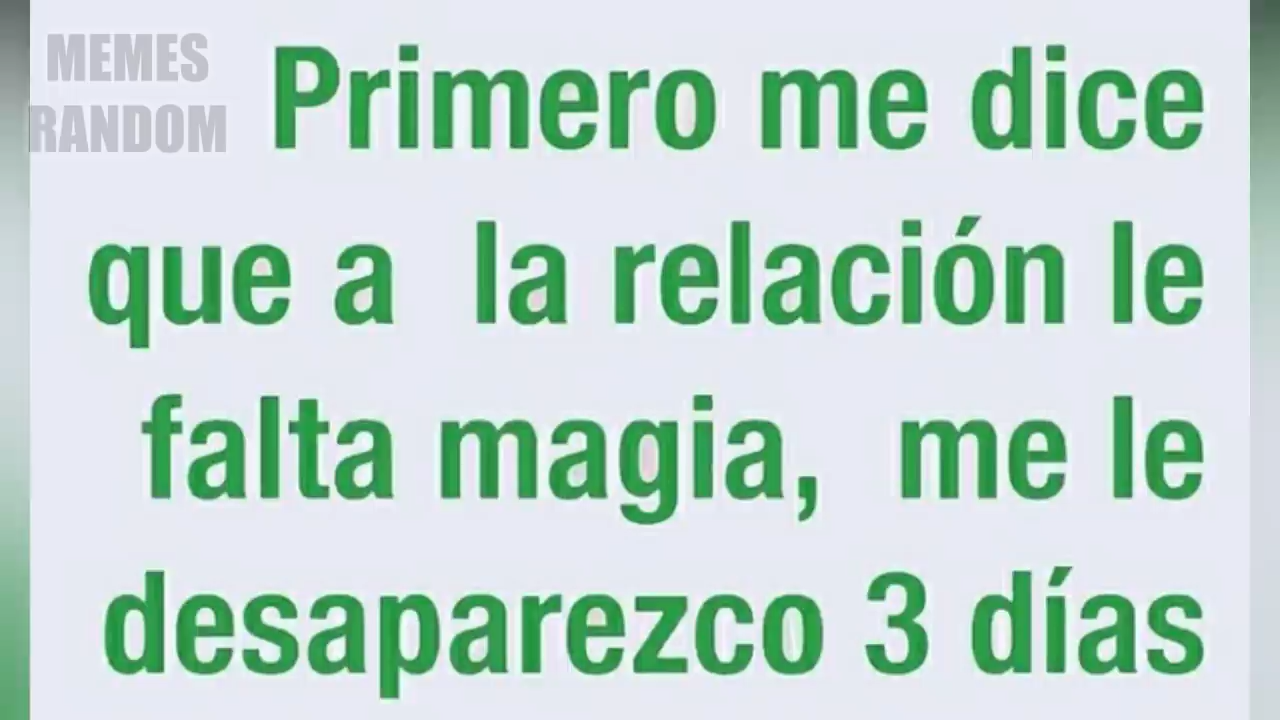 MEMES
RANDOM
Primero me dice
que a la relación le
falta magia, me le
desaparezco 3 días